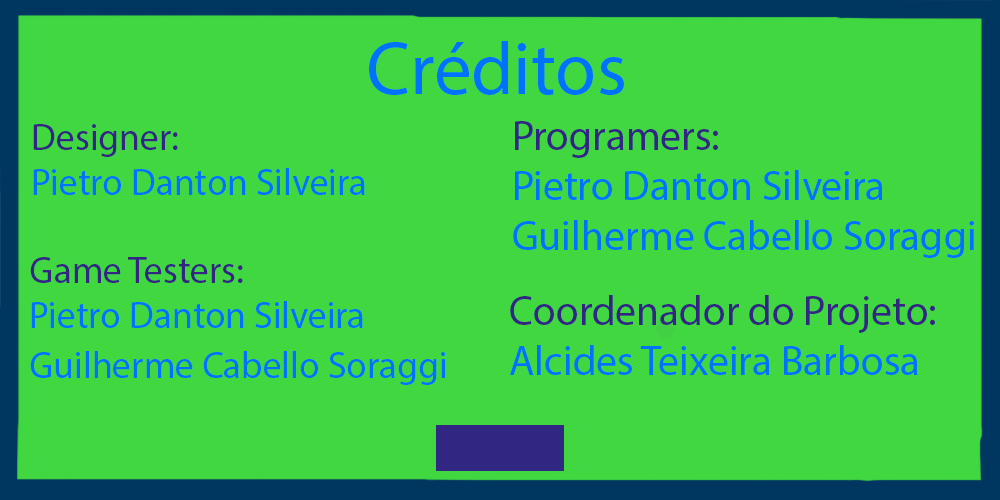 Créditos
Designer:
Pietro Danton Silveira
Game Testers:
Pietro Danton Silveira
Guilherme Cabello Soraggi
Programers:
Pietro Danton Silveira
Guilherme Cabello Soraggi
Coordenador do Projeto:
Alcides Teixeira Barbosa